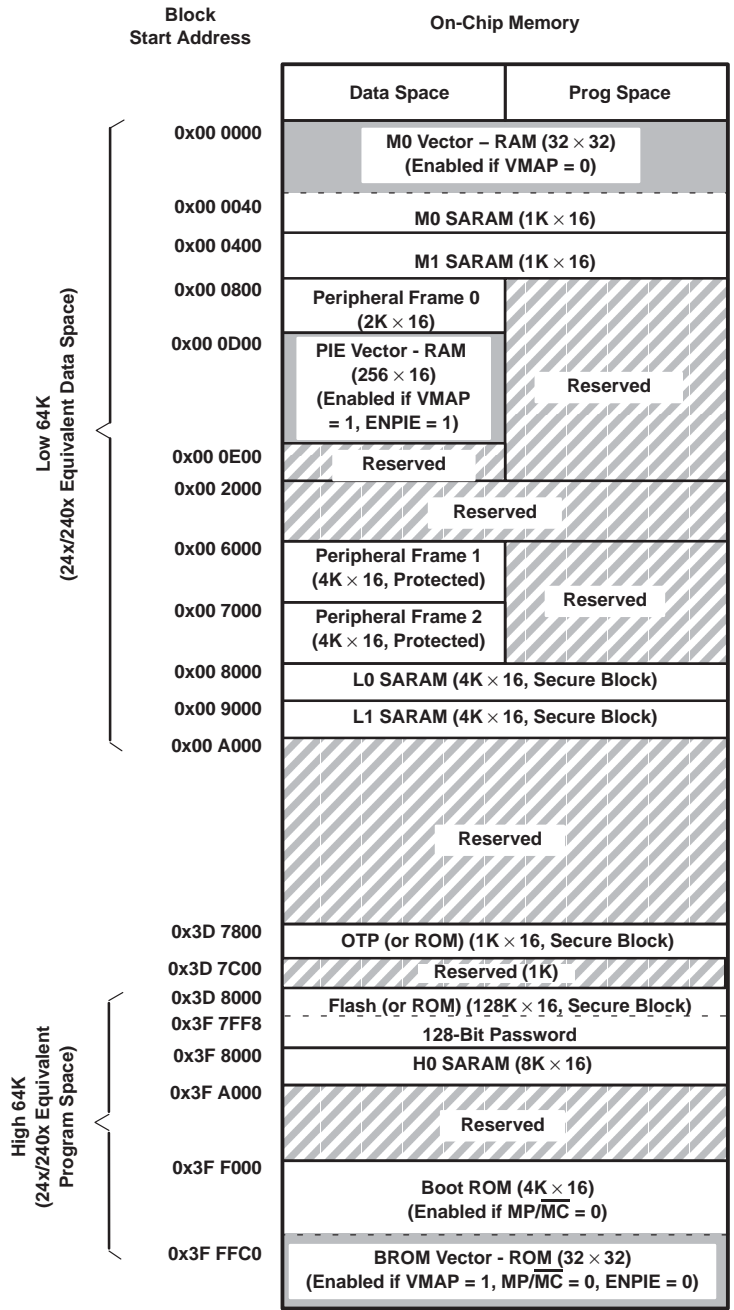 Block
Start Address
On-Chip Memory
Data Space
Prog Space
0x00 0000
M0 Vector – RAM (32 × 32)
(Enabled if VMAP = 0)
0x00 0040
M0 SARAM (1K × 16)
0x00 0400
M1 SARAM (1K × 16)
0x00 0800
Peripheral Frame 0
(2K × 16)
0x00 0D00
PIE Vector - RAM
(256 × 16)
(Enabled if VMAP
= 1, ENPIE = 1)
Reserved
0x00 0E00
Reserved
0x00 2000
Reserved
0x00 6000
Peripheral Frame 1
(4K × 16, Protected)
Reserved
0x00 7000
Peripheral Frame 2
(4K × 16, Protected)
0x00 8000
L0 SARAM (4K × 16, Secure Block)
0x00 9000
L1 SARAM (4K × 16, Secure Block)
0x00 A000
Low 64K
(24x/240x Equivalent Data Space)
Reserved
0x3D 7800
OTP (or ROM) (1K × 16, Secure Block)
0x3D 7C00
Reserved (1K)
0x3D 8000
Flash (or ROM) (128K × 16, Secure Block)
0x3F 7FF8
128-Bit Password
0x3F 8000
H0 SARAM (8K × 16)
0x3F A000
Reserved
0x3F F000
Boot ROM (4K × 16)
(Enabled if MP/M̅C̅ = 0)
0x3F FFC0
BROM Vector - ROM (32 × 32)
(Enabled if VMAP = 1, MP/M̅C̅ = 0, ENPIE = 0)
High 64K
(24x/240x Equivalent
Program Space)